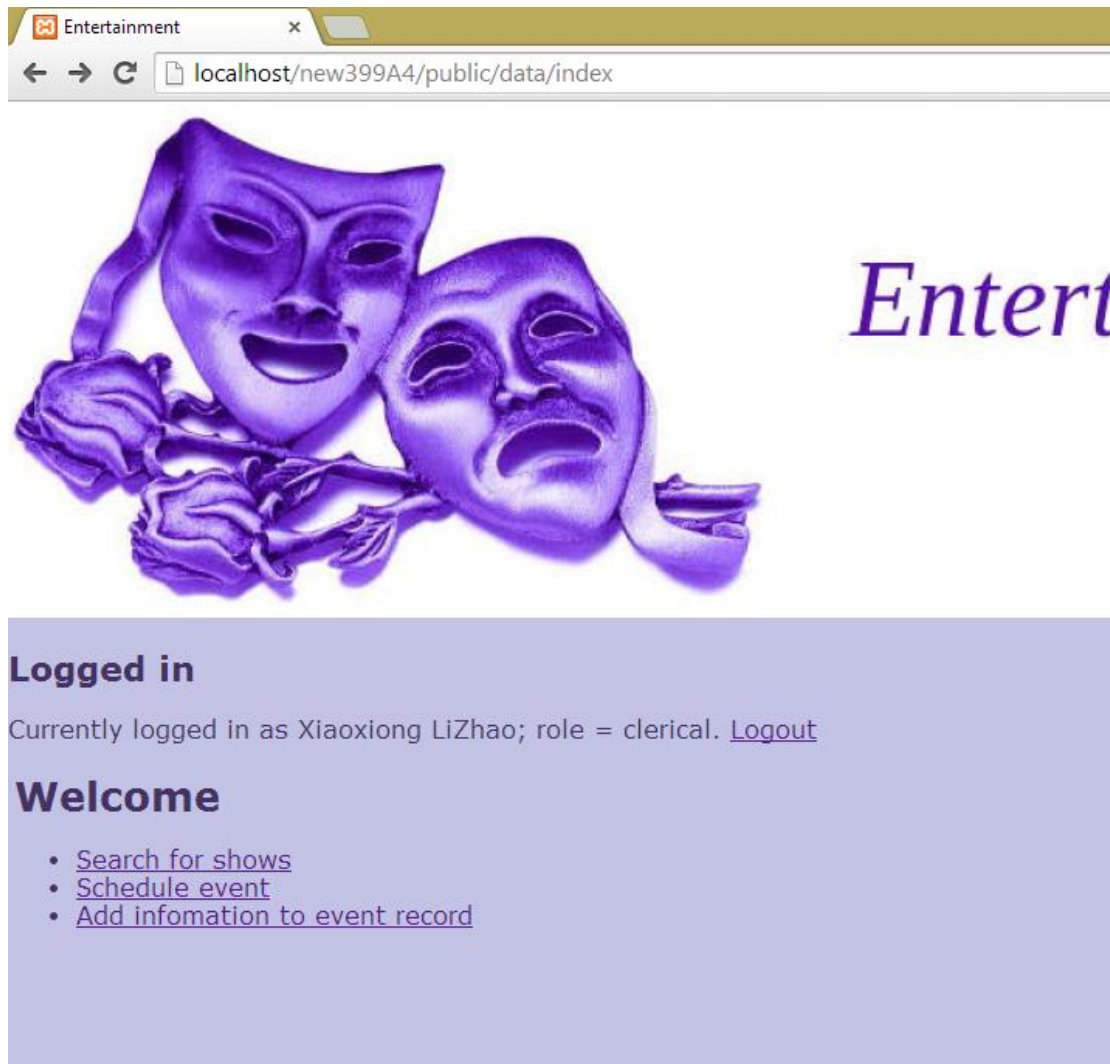 Entertainment
localhost/new399A4/public/data/index
Entert
Logged in
Currently logged in as Xiaoxiong LiZhao; role = clerical. Logout
Welcome
Search for shows
Schedule event
Add infomation to event record